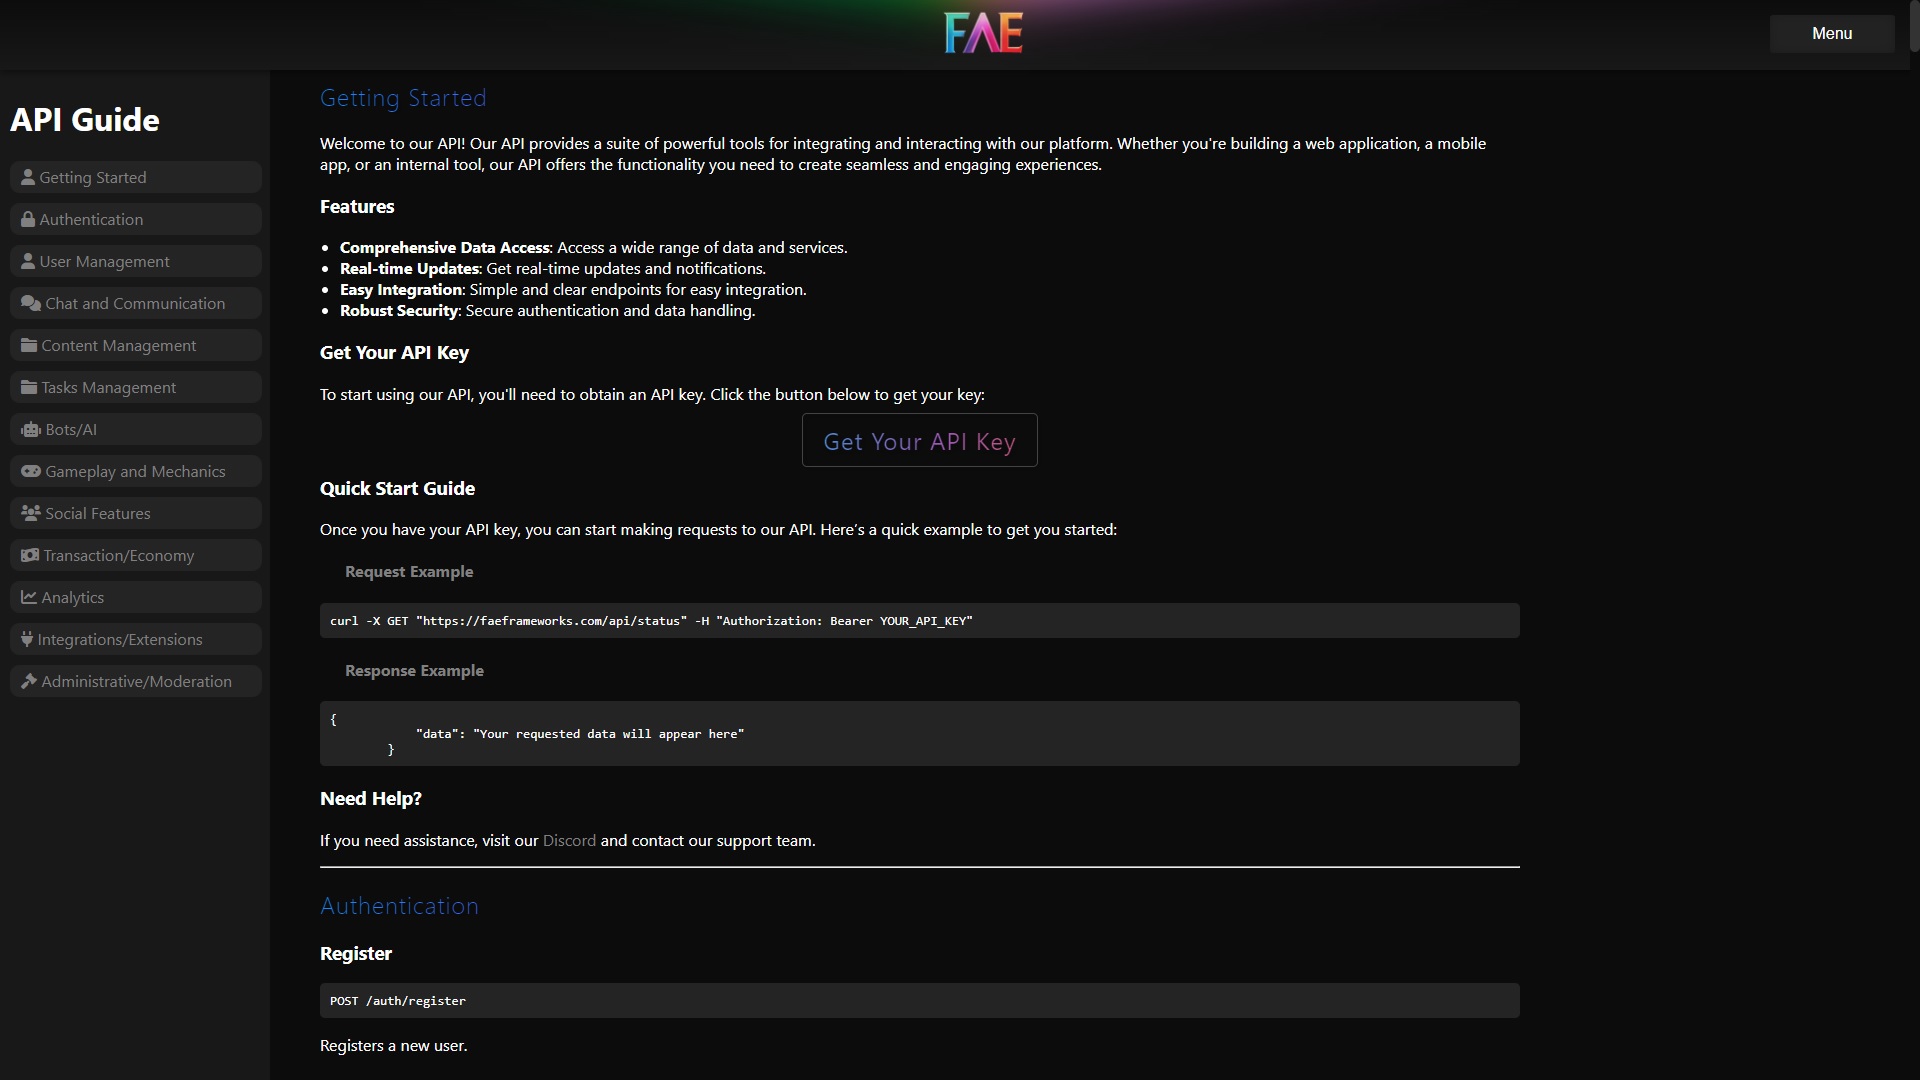 FAE
Menu
API Guide
Getting Started
Authentication
User Management
Chat and Communication
Content Management
Tasks Management
Bots/AI
Gameplay and Mechanics
Social Features
Transaction/Economy
Analytics
Integrations/Extensions
Administrative/Moderation
Getting Started
Welcome to our API! Our API provides a suite of powerful tools for integrating and interacting with our platform. Whether you're building a web application, a mobile
app, or an internal tool, our API offers the functionality you need to create seamless and engaging experiences.
Features
• Comprehensive Data Access: Access a wide range of data and services.
• Real-time Updates: Get real-time updates and notifications.
• Easy Integration: Simple and clear endpoints for easy integration.
• Robust Security: Secure authentication and data handling.
Get Your API Key
To start using our API, you'll need to obtain an API key. Click the button below to get your key:
Get Your API Key
Quick Start Guide
Once you have your API key, you can start making requests to our API. Here’s a quick example to get you started:
Request Example
curl -X GET "https://faeframeworks.com/api/status" -H "Authorization: Bearer YOUR_API_KEY"
Response Example
{
"data": "Your requested data will appear here"
}
Need Help?
If you need assistance, visit our Discord and contact our support team.
Authentication
Register
POST /auth/register
Registers a new user.